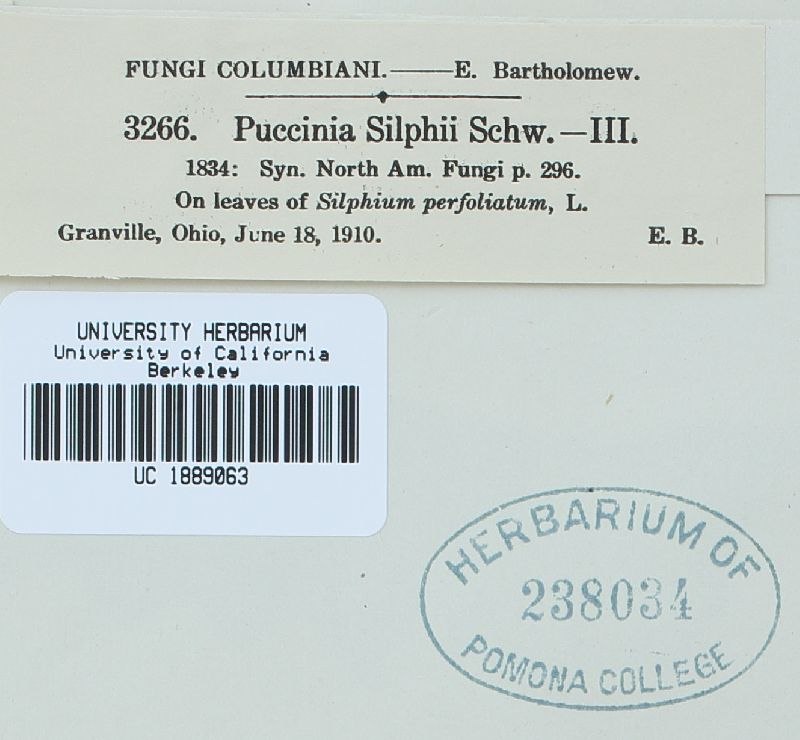 FUNGI COLUMBIANI.——E. Bartholomew.
3266. Puccinia Silphii Schw.—III.
1834: Syn. North Am. Fungi p. 296.
On leaves of Silphium perfoliatum, L.
Granville, Ohio, June 18, 1910. E. B.
UNIVERSITY HERBARIUM
University of California
Berkeley
UC 1889063
HERBARIUM OF
238034
POMONA COLLEGE